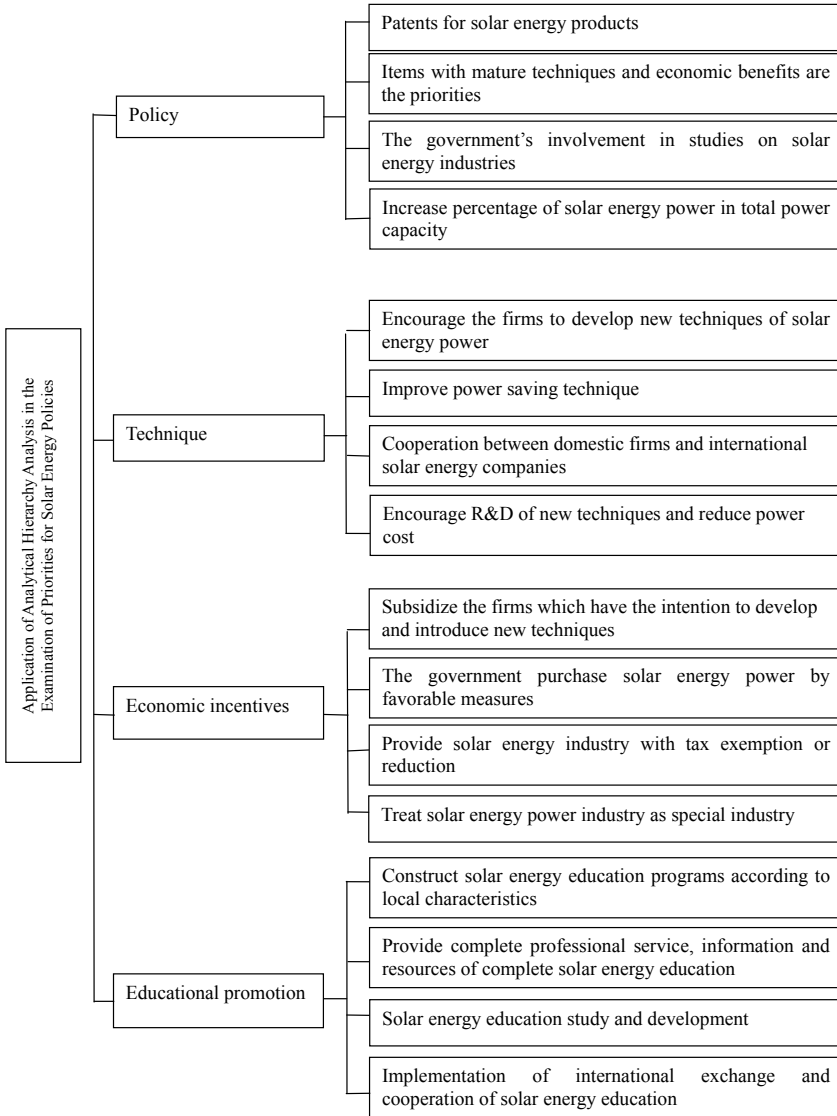 Application of Analytical Hierarchy Analysis in the
Examination of Priorities for Solar Energy Policies
Policy
Patents for solar energy products
Items with mature techniques and economic benefits are
the priorities
The government’s involvement in studies on solar
energy industries
Increase percentage of solar energy power in total power
capacity
Technique
Encourage the firms to develop new techniques of solar
energy power
Improve power saving technique
Cooperation between domestic firms and international
solar energy companies
Encourage R&D of new techniques and reduce power
cost
Economic incentives
Subsidize the firms which have the intention to develop
and introduce new techniques
The government purchase solar energy power by
favorable measures
Provide solar energy industry with tax exemption or
reduction
Treat solar energy power industry as special industry
Educational promotion
Construct solar energy education programs according to
local characteristics
Provide complete professional service, information and
resources of complete solar energy education
Solar energy education study and development
Implementation of international exchange and
cooperation of solar energy education